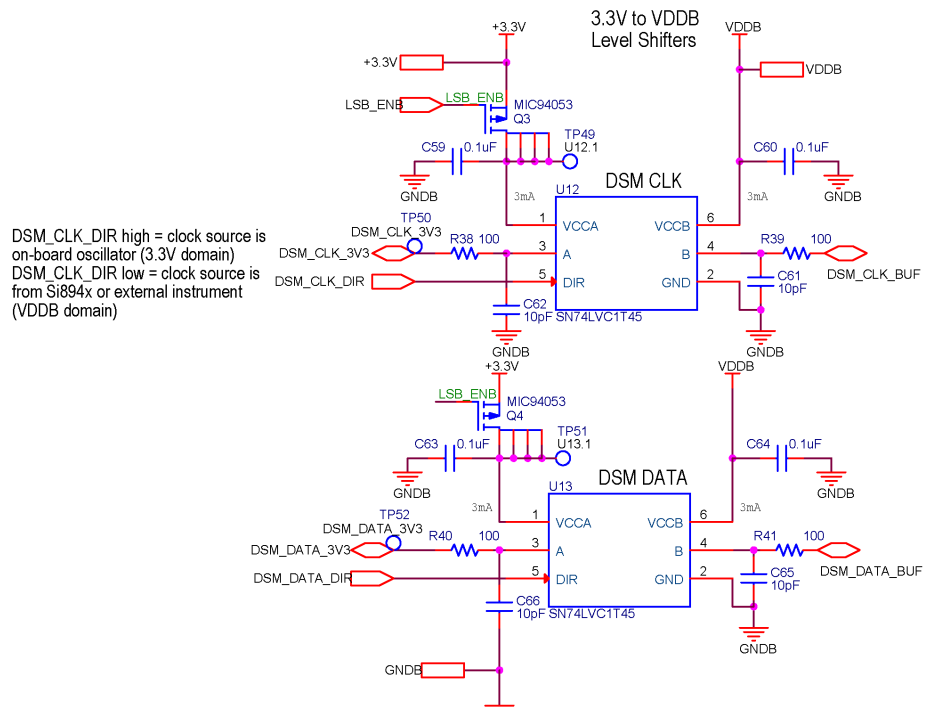 3.3V to VDDB
Level Shifters
+3.3V
VDDB
+3.3V
VDDB
LSB_ENB
LSB_ENB
MIC94053
Q3
TP49
U12.1
C59
0.1uF
C60
0.1uF
GNDB
GNDB
3mA
3mA
U12
DSM CLK
1
VCCA
VCCB
6
TP50
DSM_CLK_3V3
DSM_CLK_3V3
R38
100
3
A
B
4
R39
100
DSM_CLK_BUF
DSM_CLK_DIR
5
DIR
GND
2
C61
10pF
C62
10pF
SN74LVC1T45
GNDB
GNDB
DSM_CLK_DIR high = clock source is
on-board oscillator (3.3V domain)
DSM_CLK_DIR low = clock source is
from Si894x or external instrument
(VDDB domain)
+3.3V
VDDB
LSB_ENB
MIC94053
Q4
TP51
U13.1
C63
0.1uF
C64
0.1uF
GNDB
GNDB
3mA
3mA
U13
DSM DATA
1
VCCA
VCCB
6
TP52
DSM_DATA_3V3
DSM_DATA_3V3
R40
100
3
A
B
4
R41
100
DSM_DATA_BUF
DSM_DATA_DIR
5
DIR
GND
2
C65
10pF
C66
10pF
SN74LVC1T45
GNDB
GNDB